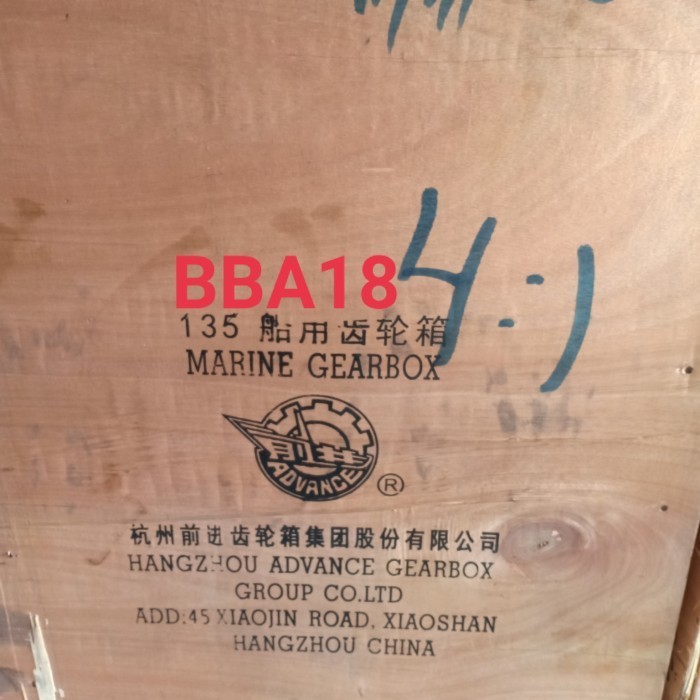 4:1
BBA18
135 船用齿轮箱
MARINE GEARBOX
前进
ADVANCE
®
杭州前进齿轮箱集团股份有限公司
HANGZHOU ADVANCE GEARBOX
GROUP CO.LTD
ADD:45 XIAOJIN ROAD, XIAOSHAN
HANGZHOU CHINA